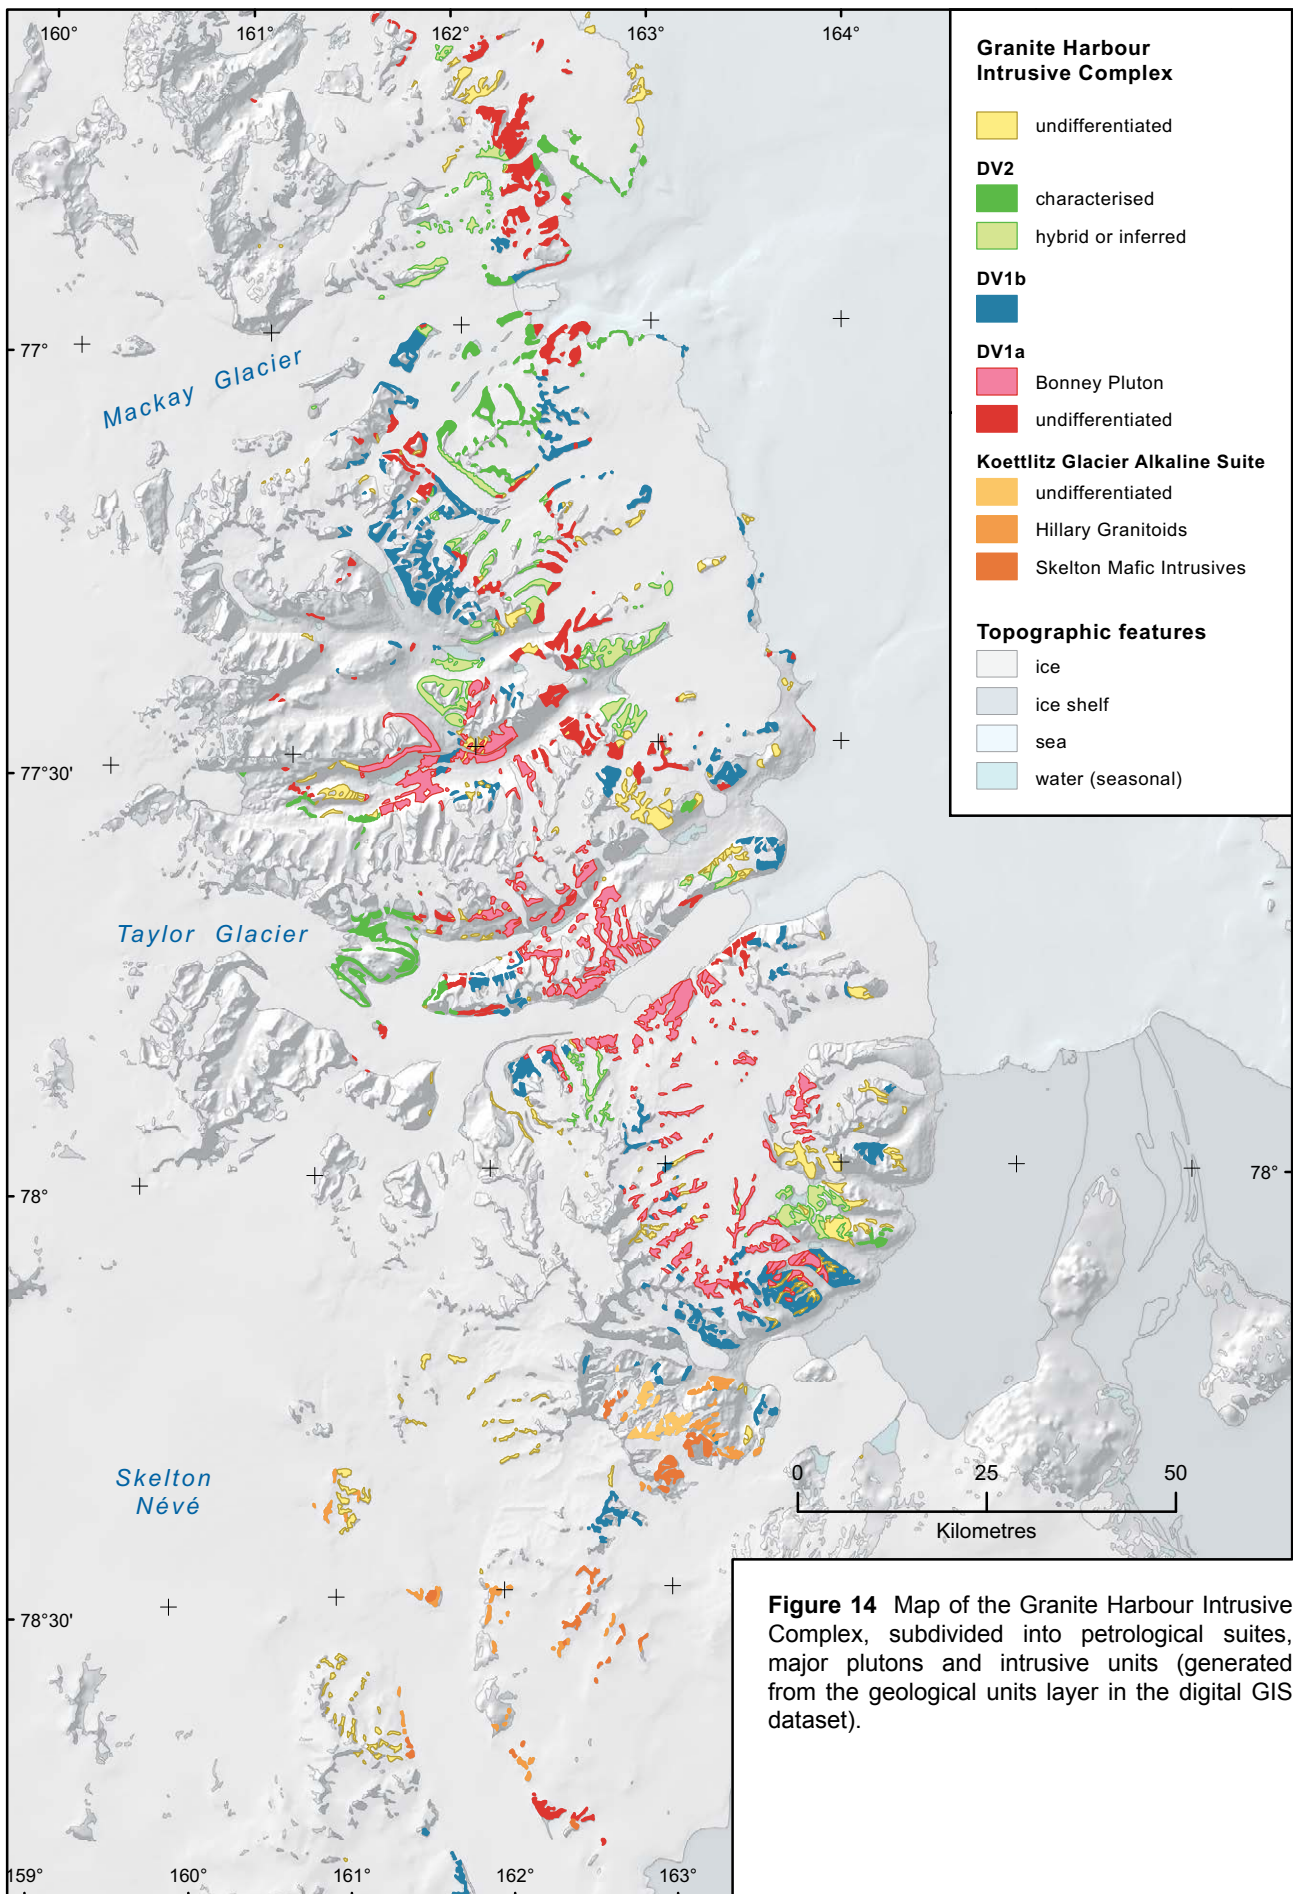 160°
161°
162°
163°
164°
Granite Harbour
Intrusive Complex
undifferentiated
DV2
characterised
hybrid or inferred
DV1b
DV1a
Bonney Pluton
undifferentiated
Koettlitz Glacier Alkaline Suite
undifferentiated
Hillary Granitoids
Skelton Mafic Intrusives
Topographic features
ice
ice shelf
sea
water (seasonal)
77°
Mackay Glacier
77°30'
Taylor Glacier
78°
78°
Skelton
Névé
0 25 50
Kilometres
78°30'
Figure 14 Map of the Granite Harbour Intrusive
Complex, subdivided into petrological suites,
major plutons and intrusive units (generated
from the geological units layer in the digital GIS
dataset).
159°
160°
161°
162°
163°